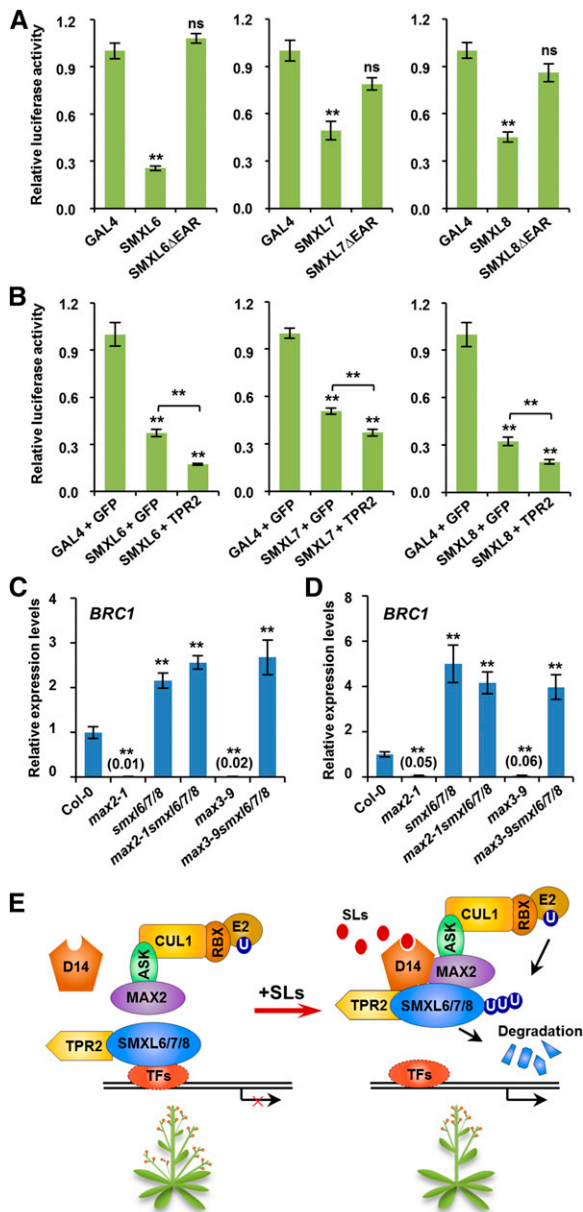 A
Relative luciferase activity
1.2
0.9
0.6
0.3
0.0
**
ns
GAL4
SMXL6
SMXL6ΔEAR
1.2
0.9
0.6
0.3
0.0
**
ns
GAL4
SMXL7
SMXL7ΔEAR
1.2
0.9
0.6
0.3
0.0
**
ns
GAL4
SMXL8
SMXL8ΔEAR
B
Relative luciferase activity
1.2
0.9
0.6
0.3
0.0
**
**
**
GAL4 + GFP
SMXL6 + GFP
SMXL6 + TPR2
1.2
0.9
0.6
0.3
0.0
**
**
**
GAL4 + GFP
SMXL7 + GFP
SMXL7 + TPR2
1.2
0.9
0.6
0.3
0.0
**
**
**
GAL4 + GFP
SMXL8 + GFP
SMXL8 + TPR2
C
BRC1
Relative expression levels
4
3
2
1
0
**
(0.01)
**
**
**
(0.02)
**
Col-0
max2-1
smxl6/7/8
max2-1smxl6/7/8
max3-9
max3-9smxl6/7/8
D
BRC1
Relative expression levels
8
6
4
2
0
**
(0.05)
**
**
**
(0.06)
**
Col-0
max2-1
smxl6/7/8
max2-1smxl6/7/8
max3-9
max3-9smxl6/7/8
E
D14
ASK
CUL1
RBX
E2
U
MAX2
TPR2
SMXL6/7/8
TFs
+SLs
SLs
D14
ASK
CUL1
RBX
E2
U
MAX2
TPR2
SMXL6/7/8
UUU
Degradation
TFs